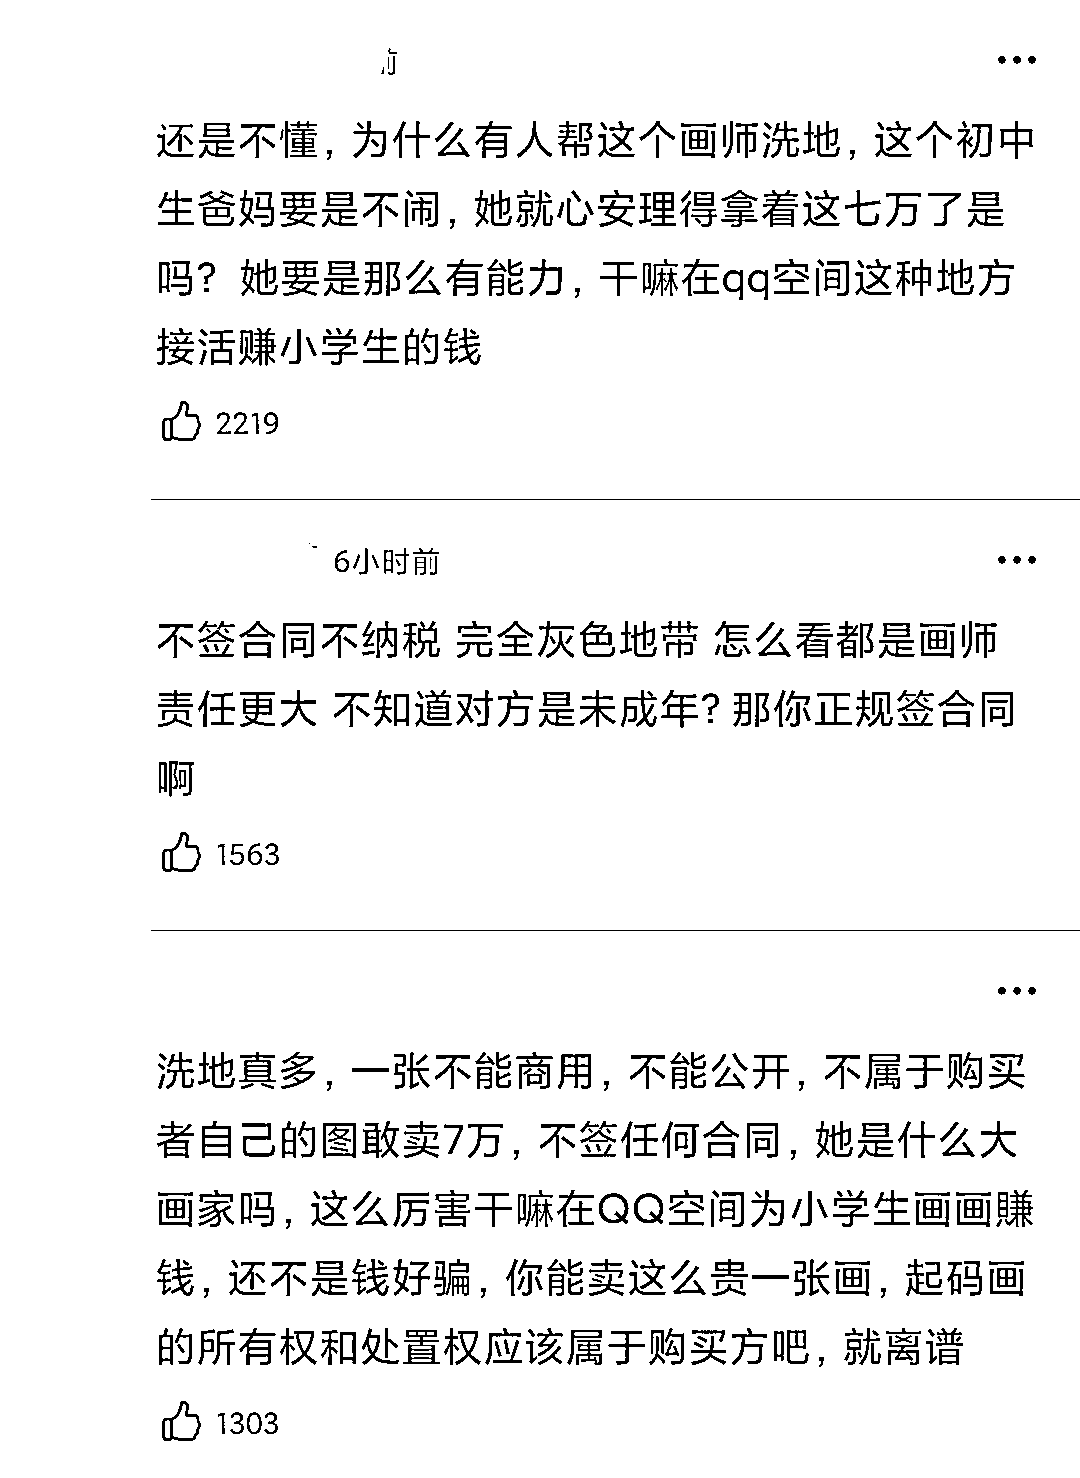 前
还是不懂，为什么有人帮这个画师洗地，这个初中
生爸妈要是不闹，她就心安理得拿着这七万了是
吗？她要是那么有能力，干嘛在qq空间这种地方
接活赚小学生的钱
2219
6小时前
不签合同不纳税 完全灰色地带 怎么看都是画师
责任更大 不知道对方是未成年? 那你正规签合同
啊
1563
洗地真多，一张不能商用，不能公开，不属于购买
者自己的图敢卖7万，不签任何合同，她是什么大
画家吗，这么厉害干嘛在QQ空间为小学生画画賺
钱，还不是钱好骗，你能卖这么贵一张画，起码画
的所有权和处置权应该属于购买方吧，就离谱
1303